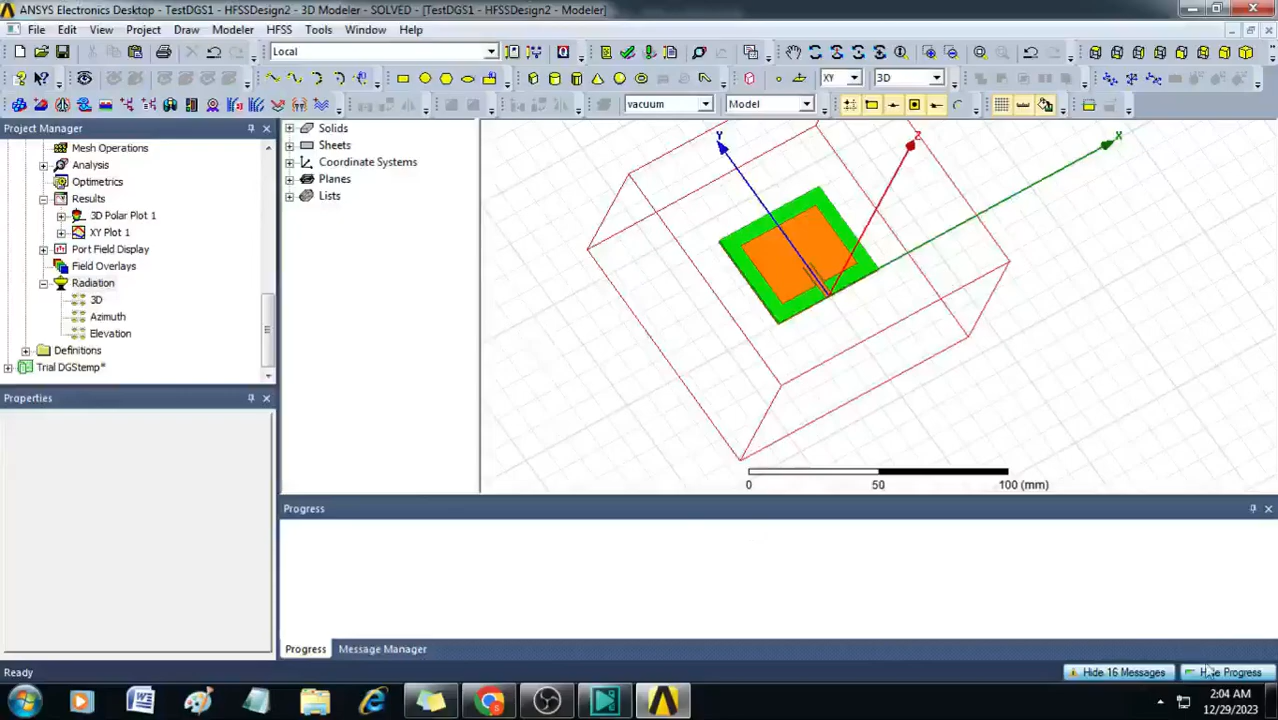 ANSYS Electronics Desktop - TestDGS1 - HFSSDesign2 - 3D Modeler - SOLVED - [TestDGS1 - HFSSDesign2 - Modeler]
File Edit View Project Draw Modeler HFSS Tools Window Help
Local
XY 3D
vacuum Model
Project Manager
Mesh Operations
Analysis
Optimetrics
Results
3D Polar Plot 1
XY Plot 1
Port Field Display
Field Overlays
Radiation
3D
Azimuth
Elevation
Definitions
Trial DGStemp*
Solids
Sheets
Coordinate Systems
Planes
Lists
Y
Z
X
0 50 100 (mm)
Properties
Progress
Progress Message Manager
Ready
Hide 16 Messages Hide Progress
2:04 AM
12/29/2023